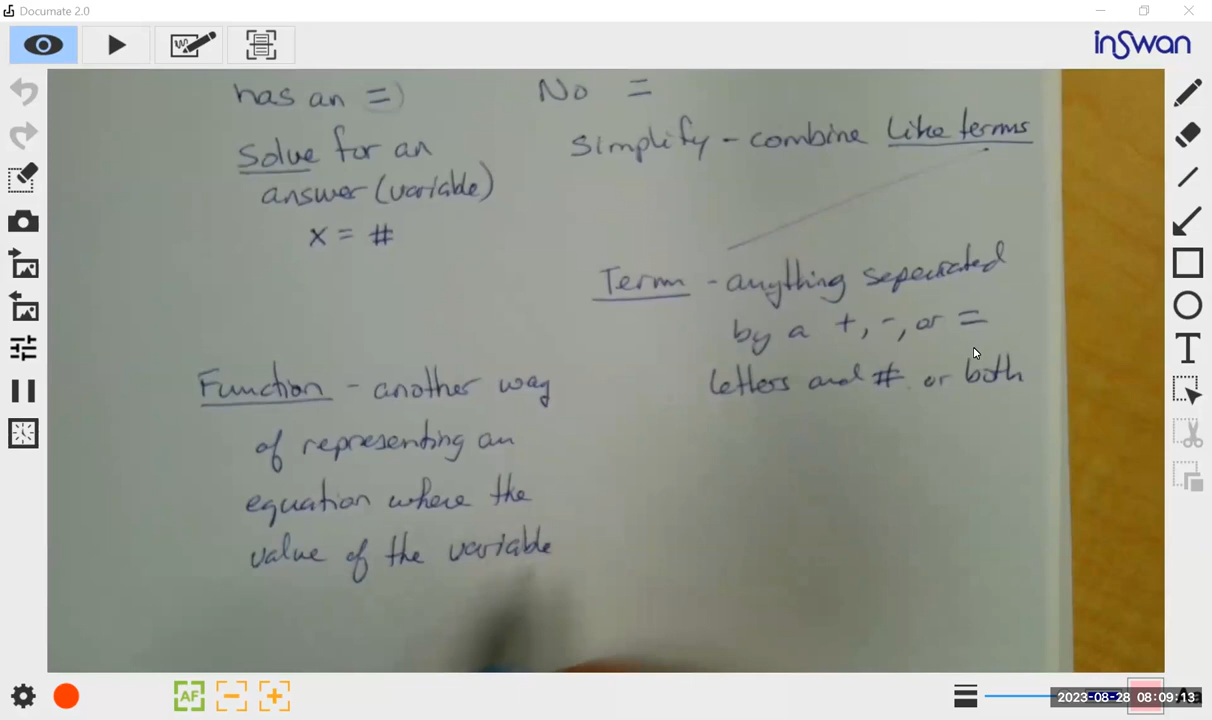 Documate 2.0
inSwan
has an =)
Solve for an
answer (variable)
x = #
No =
simplify - combine like terms
Term - anything seperated
by a +, -, or =
letters and # or both
Function - another way
of representing an
equation where the
value of the variable
T
AF
2023-08-28 08:09:13